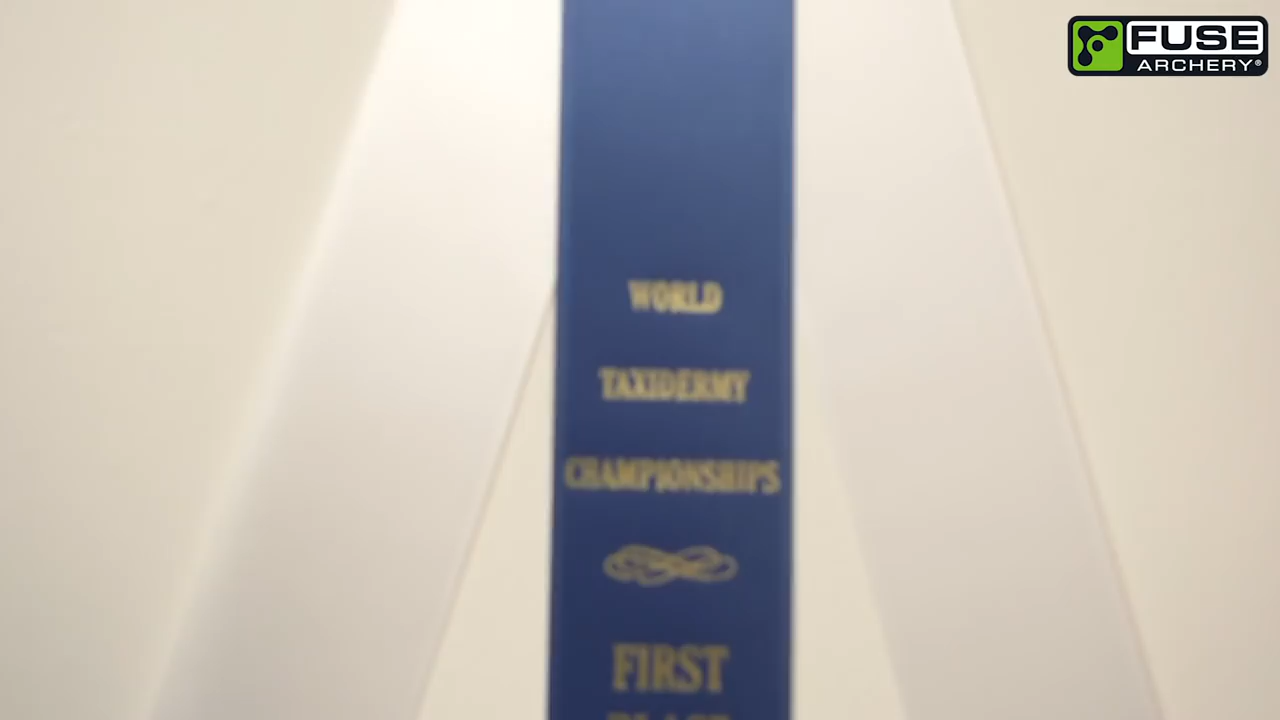 FUSE
ARCHERY®
WORLD
TAXIDERMY
CHAMPIONSHIPS
FIRST